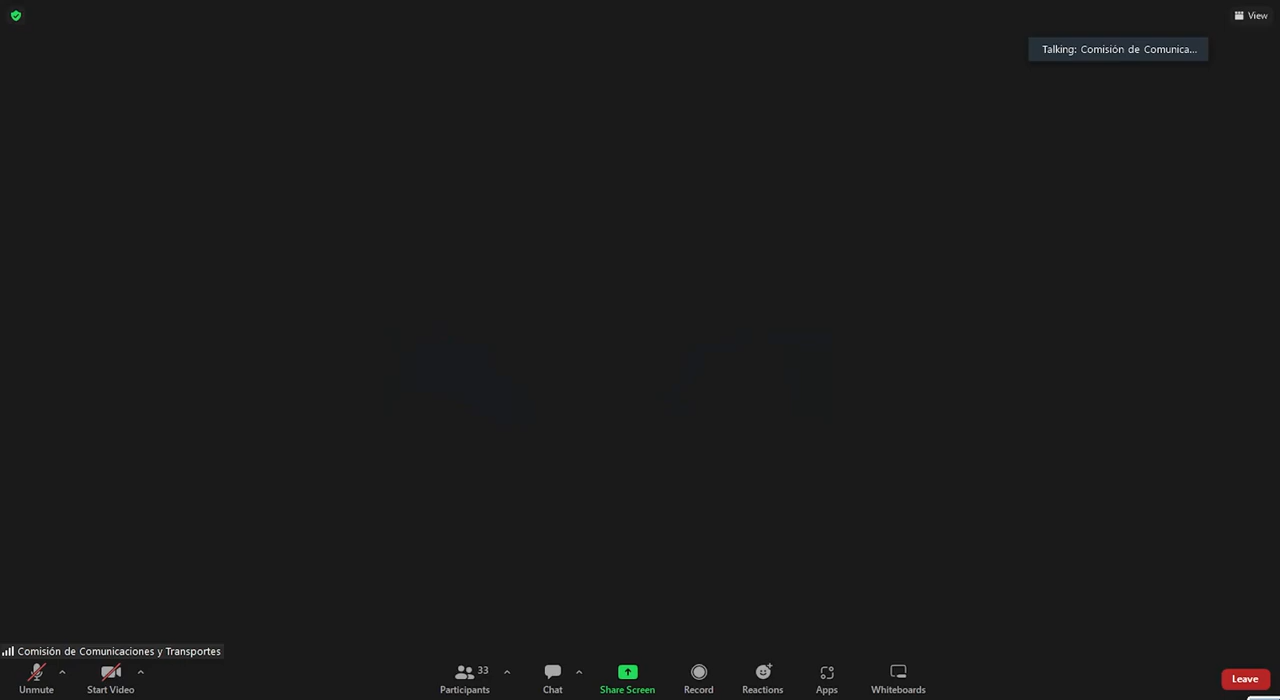 View
Talking: Comisión de Comunica...
Comisión de Comunicaciones y Transportes
Unmute
Start Video
33
Participants
Chat
Share Screen
Record
Reactions
Apps
Whiteboards
Leave